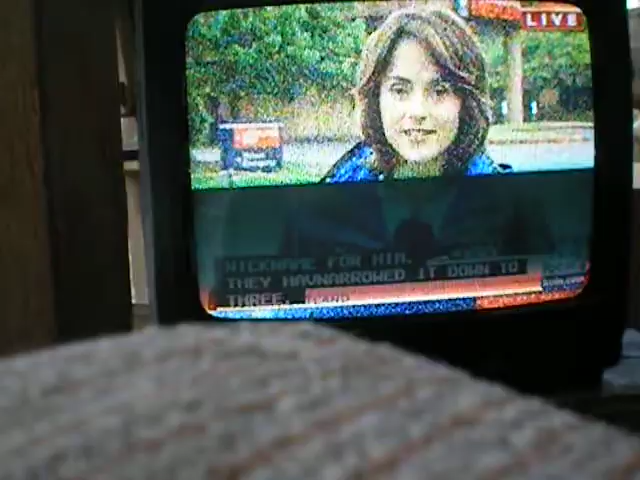 LIVE
NICKNAME FOR HIM.
THEY HAVNARROWED IT DOWN TO
THREE.